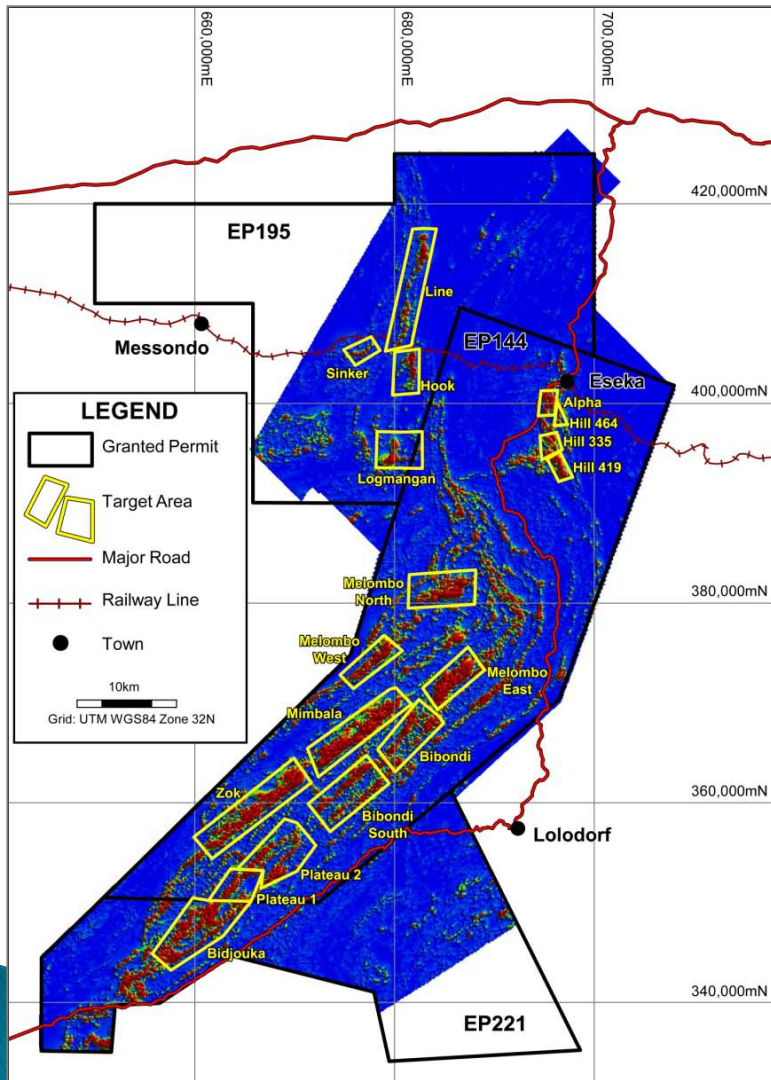 660,000mE
680,000mE
700,000mE
420,000mN
EP195
Line
Messondo
EP144
Sinker
Hook
Eseka
400,000mN
Alpha
Hill 464
Hill 335
Hill 419
Logmangan
LEGEND
Granted Permit
Target Area
Major Road
Railway Line
Town
10km
Grid: UTM WGS84 Zone 32N
Melombo
North
380,000mN
Melombo
West
Melombo
East
Mimbala
Bibondi
Zok
360,000mN
Bibondi
South
Lolodorf
Plateau 2
Plateau 1
Bidjouka
340,000mN
EP221